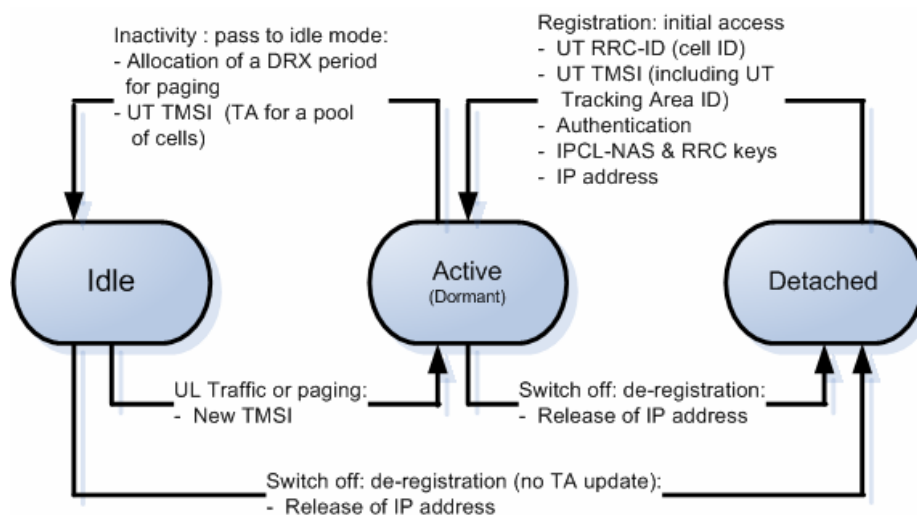 Inactivity : pass to idle mode:
- Allocation of a DRX period
for paging
- UT TMSI (TA for a pool
of cells)
Registration: initial access
- UT RRC-ID (cell ID)
- UT TMSI (including UT
Tracking Area ID)
- Authentication
- IPCL-NAS & RRC keys
- IP address
Idle
Active
(Dormant)
Detached
UL Traffic or paging:
- New TMSI
Switch off: de-registration:
- Release of IP address
Switch off: de-registration (no TA update):
- Release of IP address